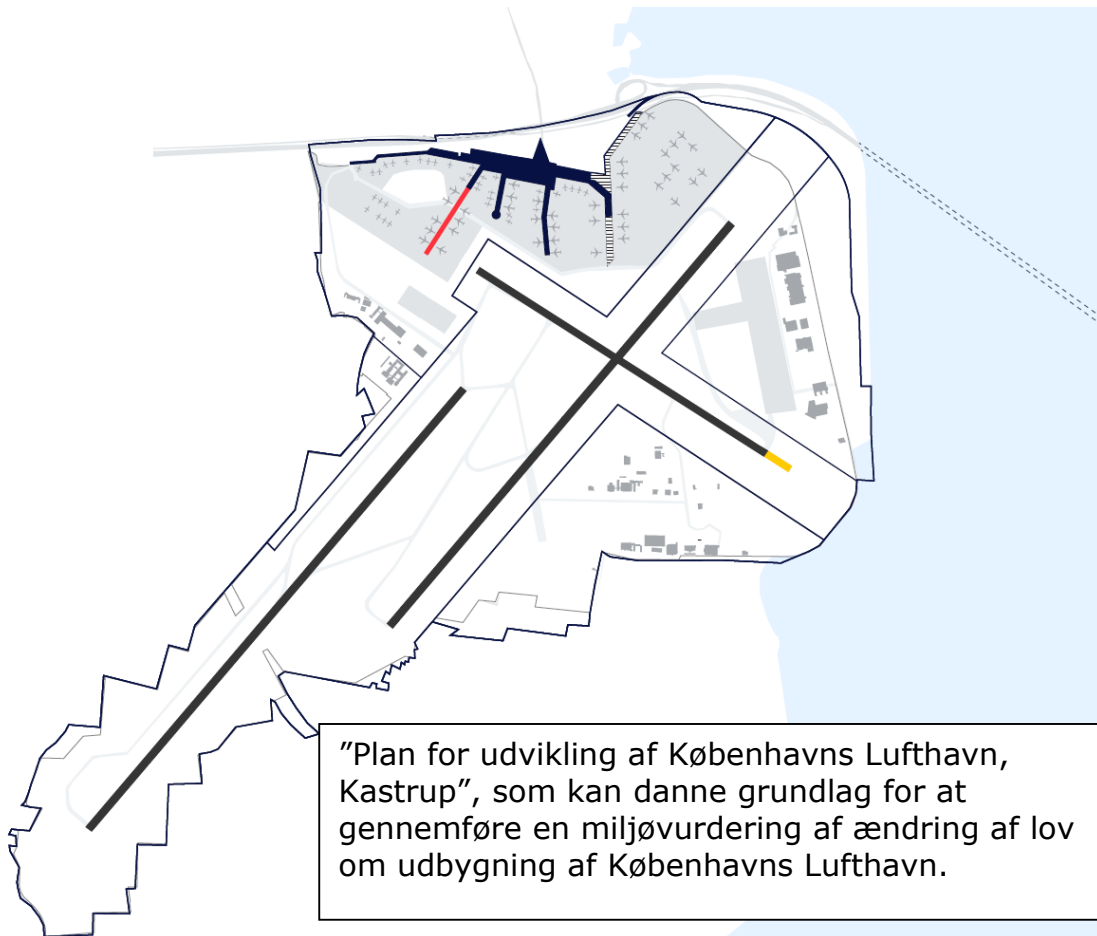 ”Plan for udvikling af Københavns Lufthavn,
Kastrup”, som kan danne grundlag for at
gennemføre en miljøvurdering af ændring af lov
om udbygning af Københavns Lufthavn.